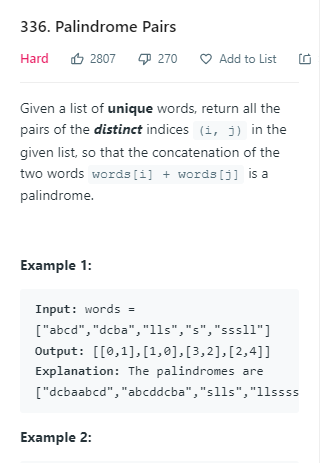 336. Palindrome Pairs
Hard 2807 270 Add to List
Given a list of unique words, return all the
pairs of the distinct indices (i, j) in the
given list, so that the concatenation of the
two words words[i] + words[j] is a
palindrome.
Example 1:
Input: words =
["abcd","dcba","lls","s","sssll"]
Output: [[0,1],[1,0],[3,2],[2,4]]
Explanation: The palindromes are
["dcbaabcd","abcddcba","slls","llssss
Example 2: